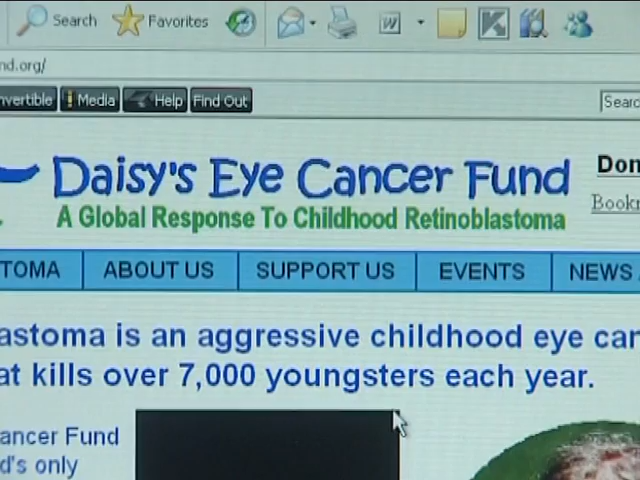 Search Favorites W
nd.org/
nvertible Media Help Find Out Searc
Daisy's Eye Cancer Fund Don
A Global Response To Childhood Retinoblastoma Bookr
TOMA ABOUT US SUPPORT US EVENTS NEWS
astoma is an aggressive childhood eye can
at kills over 7,000 youngsters each year.
ancer Fund
d's only